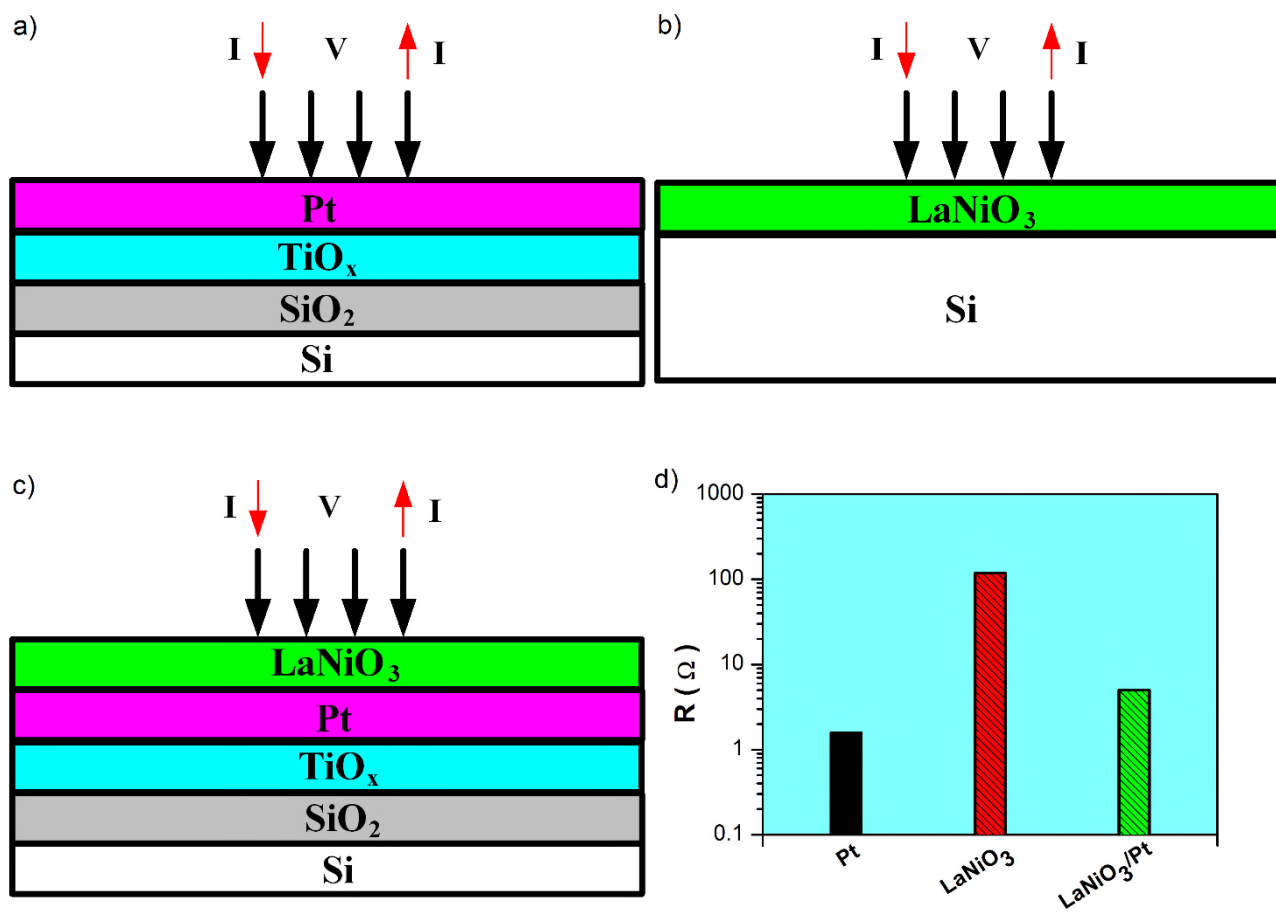 a)
I V I
Pt
TiOₓ
SiO₂
Si
b)
I V I
LaNiO₃
Si
c)
I V I
LaNiO₃
Pt
TiOₓ
SiO₂
Si
d)
1000
100
10
1
0.1
R ( Ω )
Pt
LaNiO₃
LaNiO₃/Pt